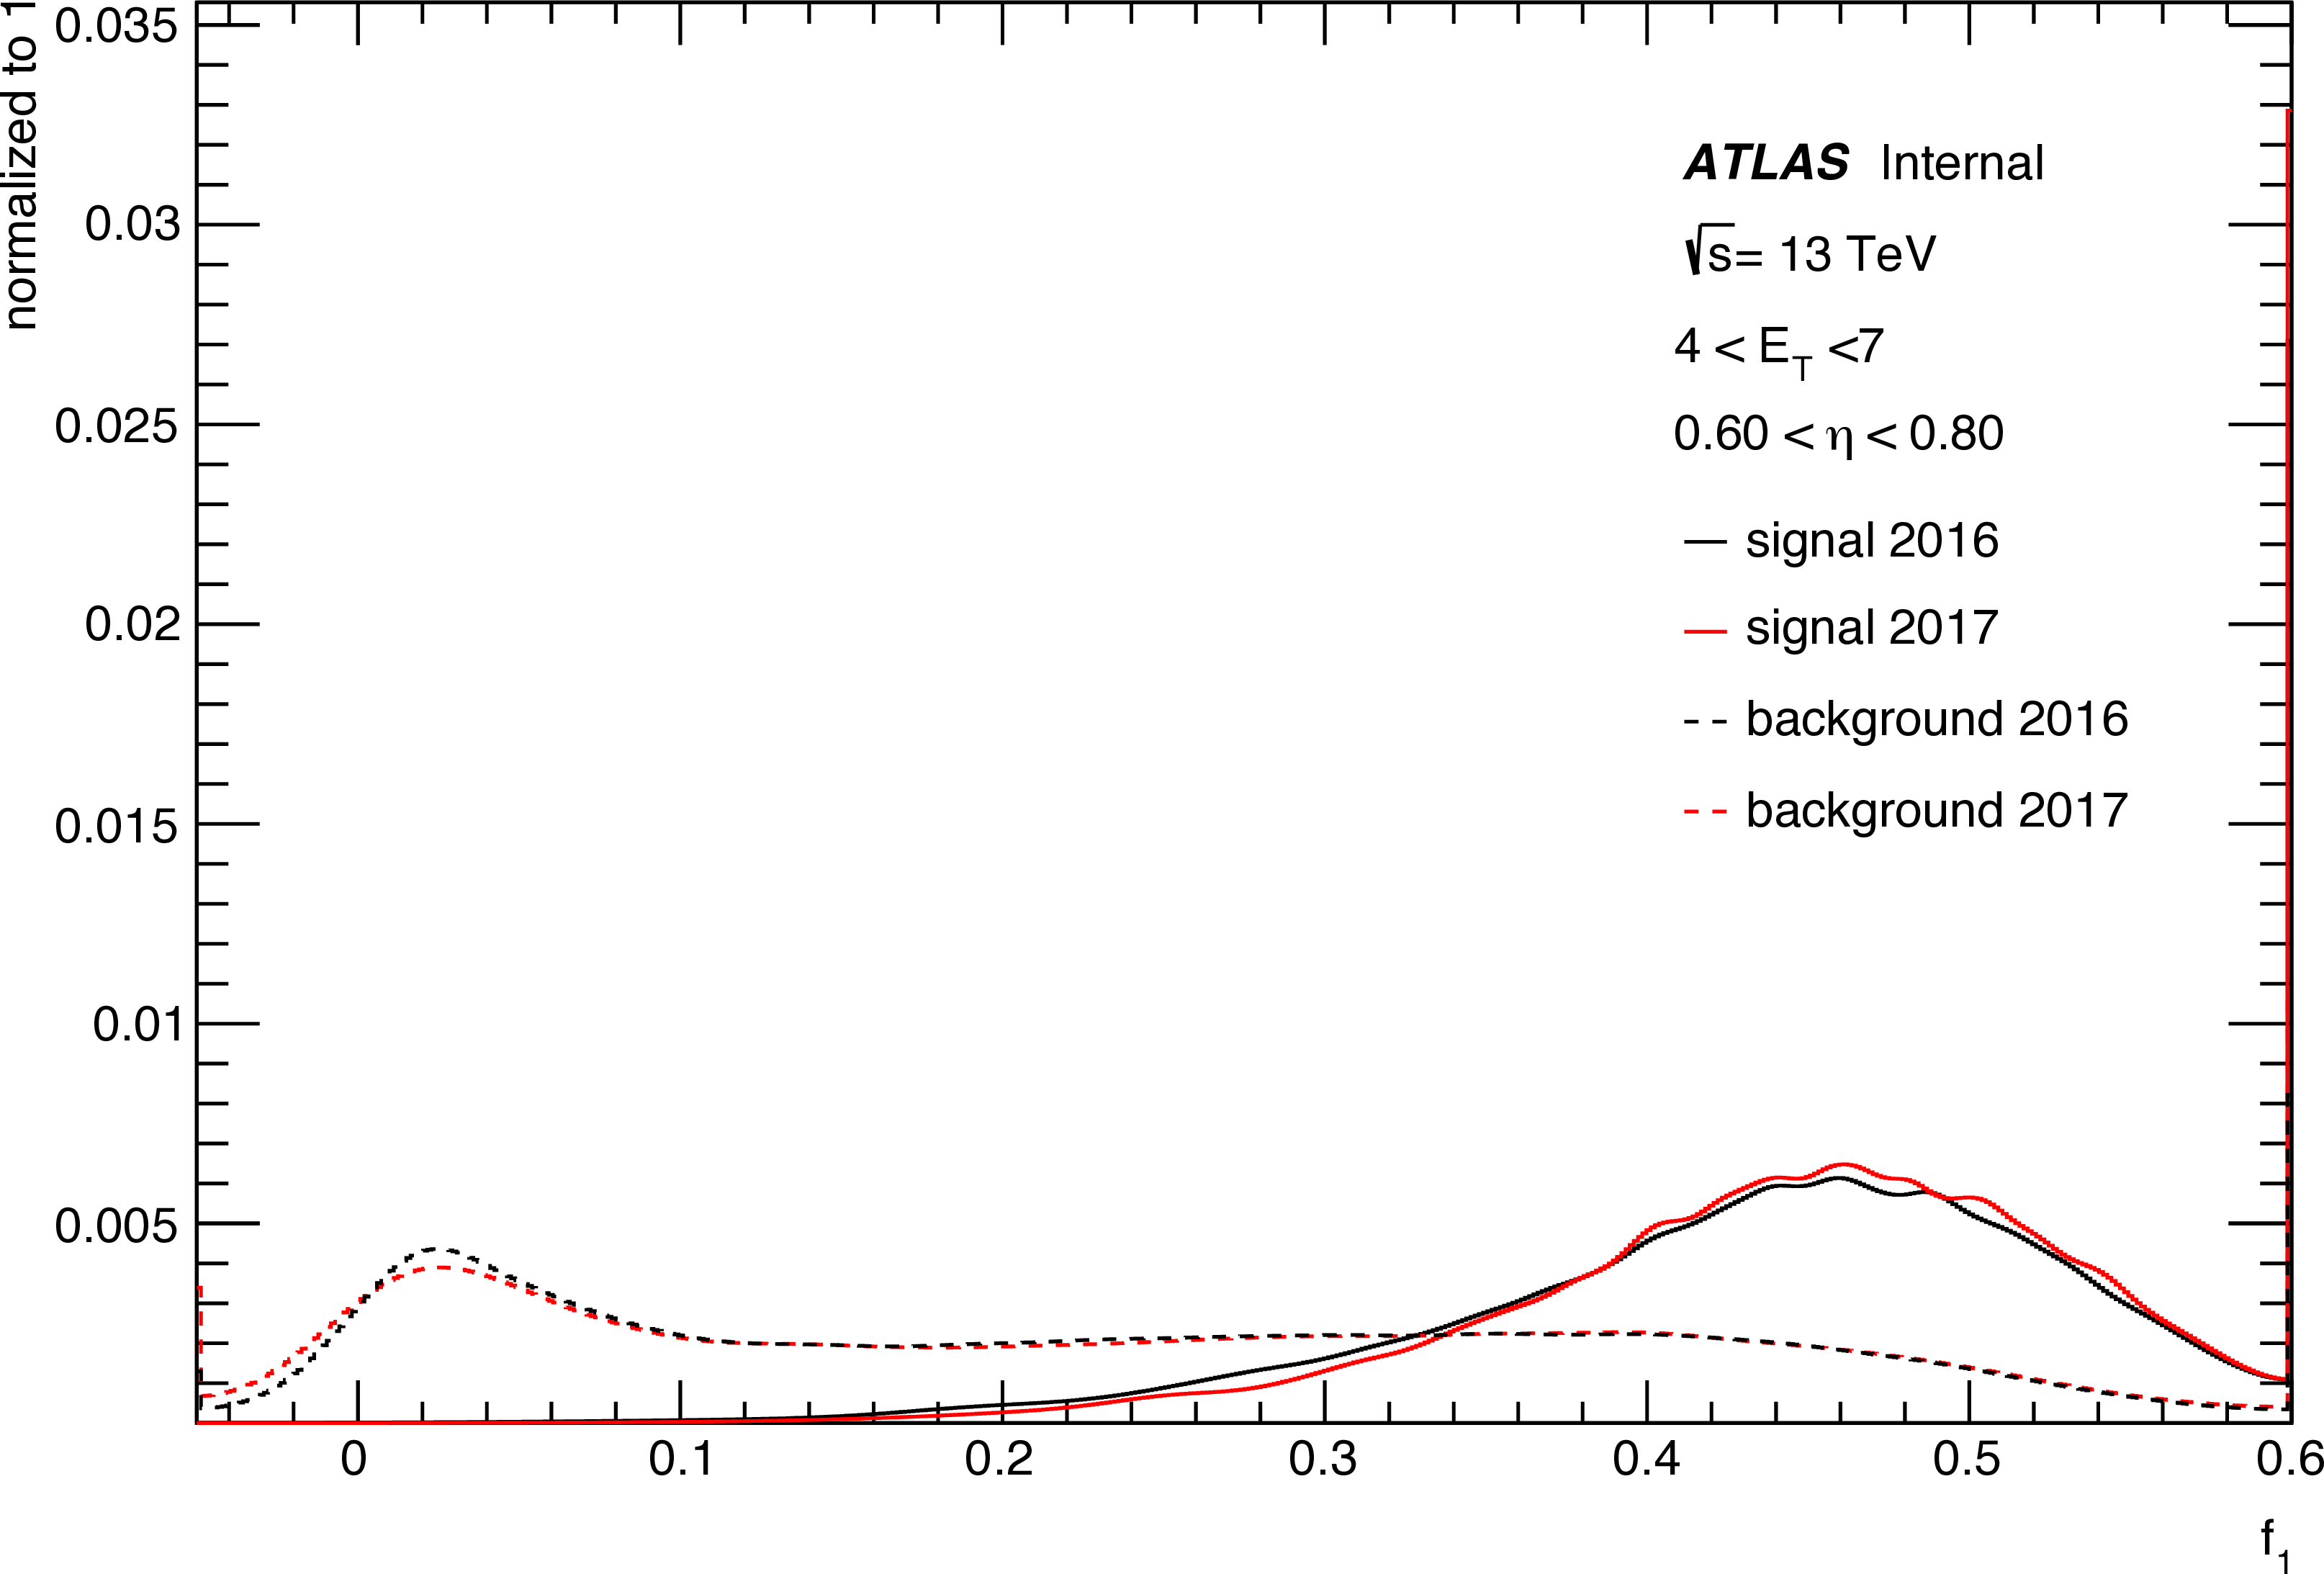 normalized to 1
0.035
0.03
0.025
0.02
0.015
0.01
0.005
ATLAS Internal
√s= 13 TeV
4 < E_T <7
0.60 < η < 0.80
signal 2016
signal 2017
background 2016
background 2017
0 0.1 0.2 0.3 0.4 0.5 0.6
f_1